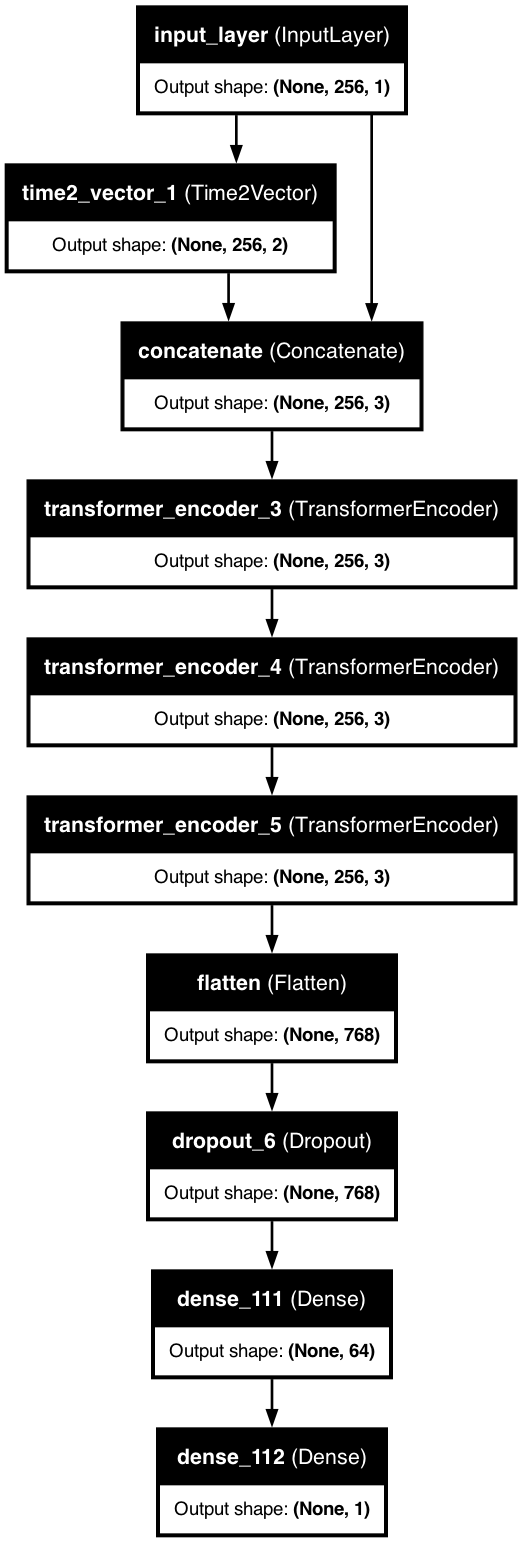 input_layer (InputLayer)
Output shape: (None, 256, 1)
time2_vector_1 (Time2Vector)
Output shape: (None, 256, 2)
concatenate (Concatenate)
Output shape: (None, 256, 3)
transformer_encoder_3 (TransformerEncoder)
Output shape: (None, 256, 3)
transformer_encoder_4 (TransformerEncoder)
Output shape: (None, 256, 3)
transformer_encoder_5 (TransformerEncoder)
Output shape: (None, 256, 3)
flatten (Flatten)
Output shape: (None, 768)
dropout_6 (Dropout)
Output shape: (None, 768)
dense_111 (Dense)
Output shape: (None, 64)
dense_112 (Dense)
Output shape: (None, 1)